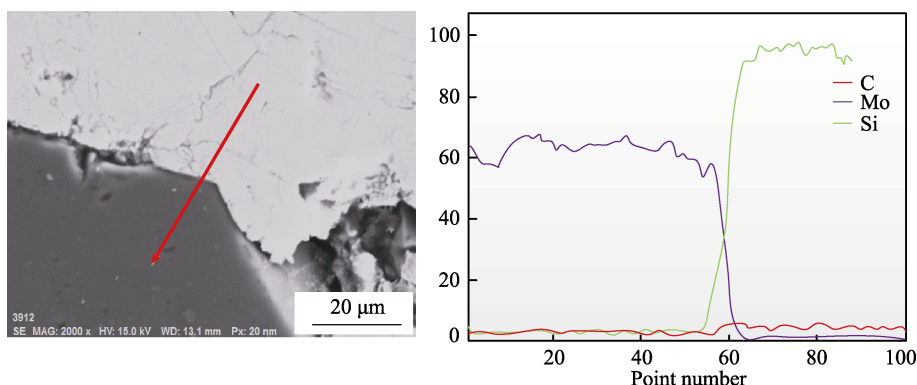 3912
SE MAG: 2000 x HV: 15.0 kV WD: 13.1 mm Px: 20 nm
20 μm
100
80
60
40
20
0
20 40 60 80 100
Point number
C
Mo
Si